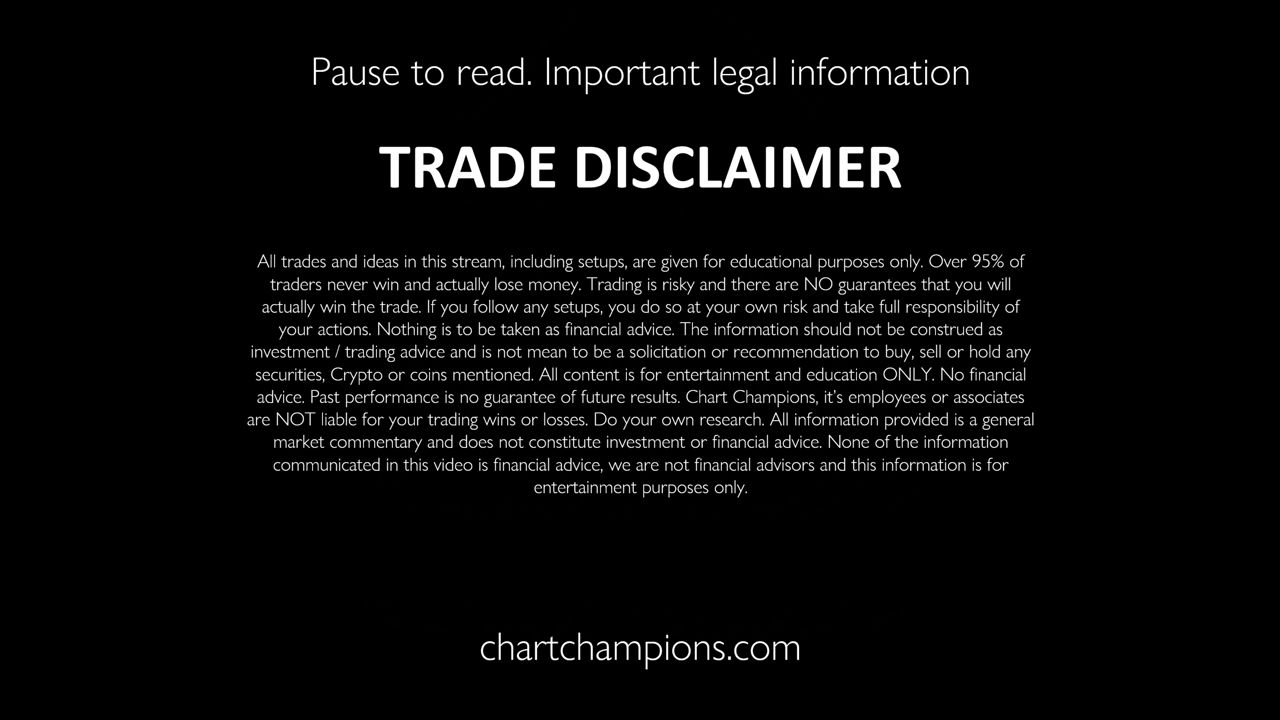 Pause to read. Important legal information
TRADE DISCLAIMER
All trades and ideas in this stream, including setups, are given for educational purposes only. Over 95% of
traders never win and actually lose money. Trading is risky and there are NO guarantees that you will
actually win the trade. If you follow any setups, you do so at your own risk and take full responsibility of
your actions. Nothing is to be taken as financial advice. The information should not be construed as
investment / trading advice and is not mean to be a solicitation or recommendation to buy, sell or hold any
securities, Crypto or coins mentioned. All content is for entertainment and education ONLY. No financial
advice. Past performance is no guarantee of future results. Chart Champions, it's employees or associates
are NOT liable for your trading wins or losses. Do your own research. All information provided is a general
market commentary and does not constitute investment or financial advice. None of the information
communicated in this video is financial advice, we are not financial advisors and this information is for
entertainment purposes only.
chartchampions.com